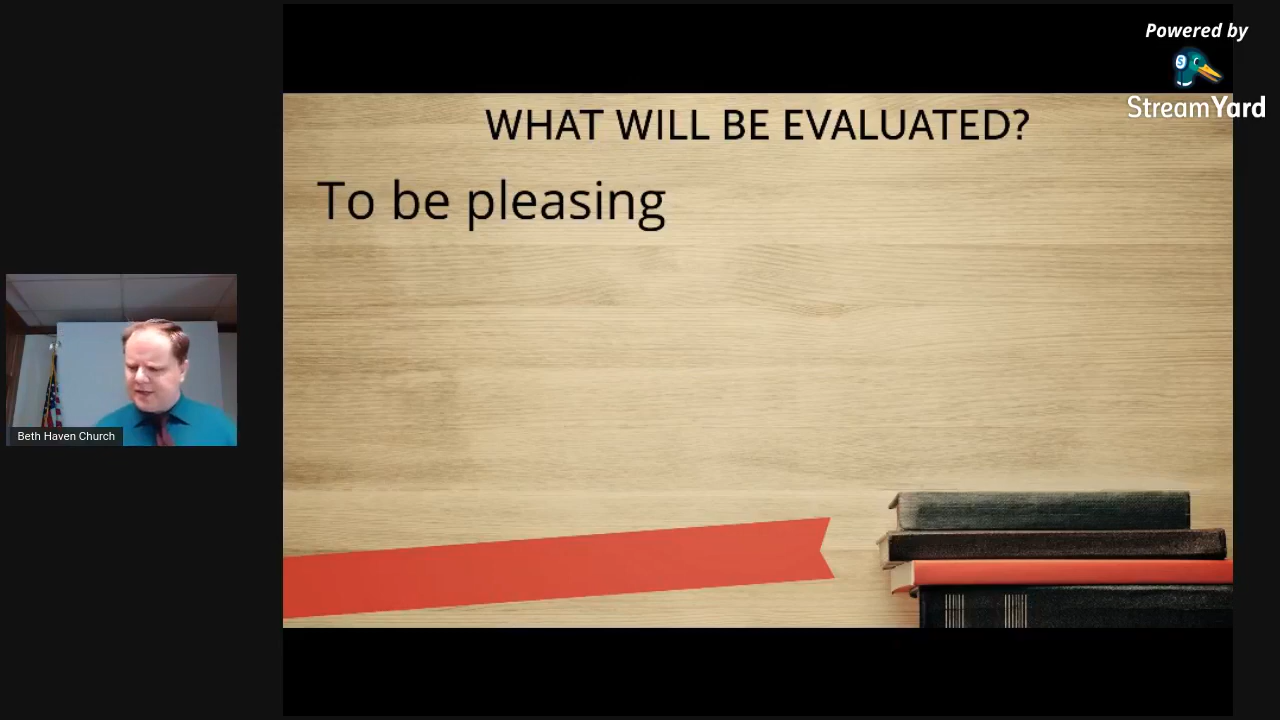 Powered by
StreamYard
WHAT WILL BE EVALUATED?
To be pleasing
Beth Haven Church